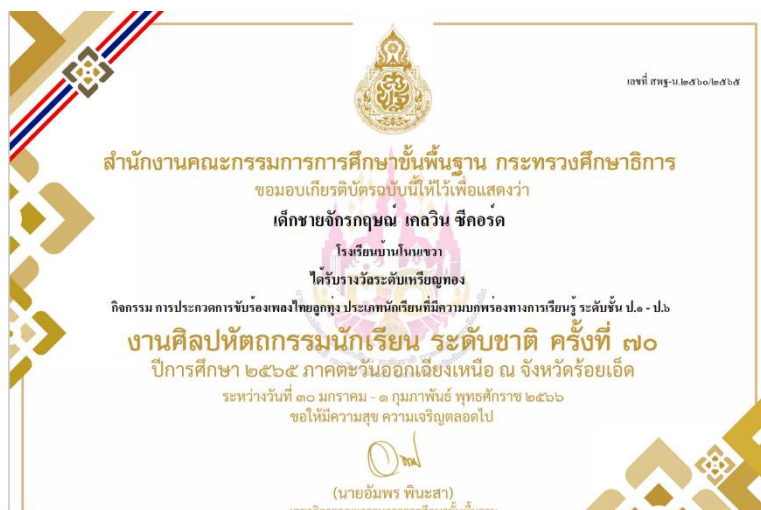 เลขที่ สพฐ-น.๒๕๖๐/๒๕๖๕
สำนักงานคณะกรรมการการศึกษาขั้นพื้นฐาน กระทรวงศึกษาธิการ
ขอมอบเกียรติบัตรฉบับนี้ให้ไว้เพื่อแสดงว่า
เด็กชายจักรกฤษณ์ เคลวิน ซีคอร์ด
โรงเรียนบ้านโนนเขวา
ได้รับรางวัลระดับเหรียญทอง
กิจกรรม การประกวดการขับร้องเพลงไทยลูกทุ่ง ประเภทนักเรียนที่มีความบกพร่องทางการเรียนรู้ ระดับชั้น ป.๑ - ป.๖
งานศิลปหัตถกรรมนักเรียน ระดับชาติ ครั้งที่ ๗๐
ปีการศึกษา ๒๕๖๕ ภาคตะวันออกเฉียงเหนือ ณ จังหวัดร้อยเอ็ด
ระหว่างวันที่ ๓๐ มกราคม - ๑ กุมภาพันธ์ พุทธศักราช ๒๕๖๖
ขอให้มีความสุข ความเจริญตลอดไป
(นายอัมพร พินะสา)